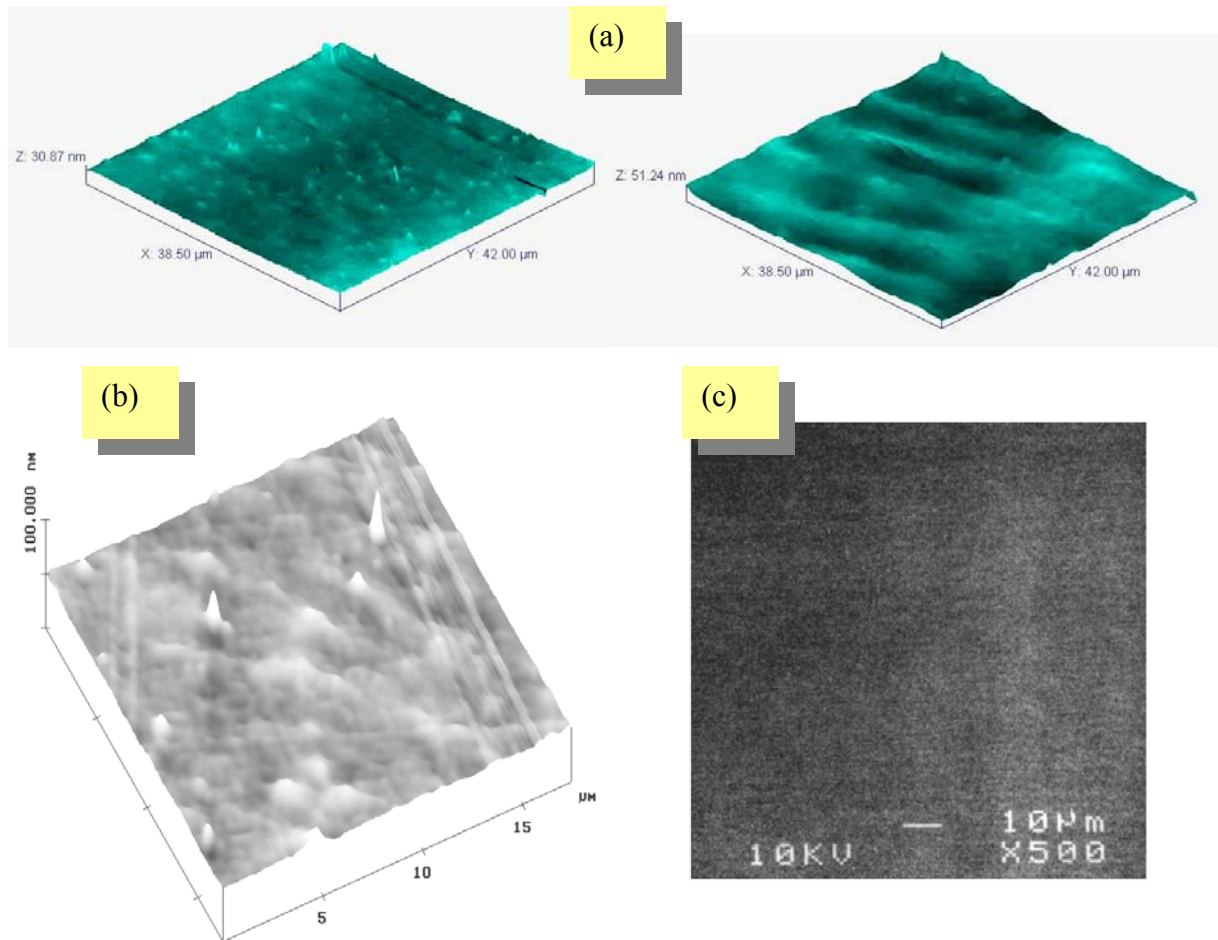 (a)
Z: 30.87 nm
X: 38.50 µm
Y: 42.00 µm
Z: 51.24 nm
X: 38.50 µm
Y: 42.00 µm
(b)
100.000 nM
5
10
15
µM
(c)
10µm
10KV X500